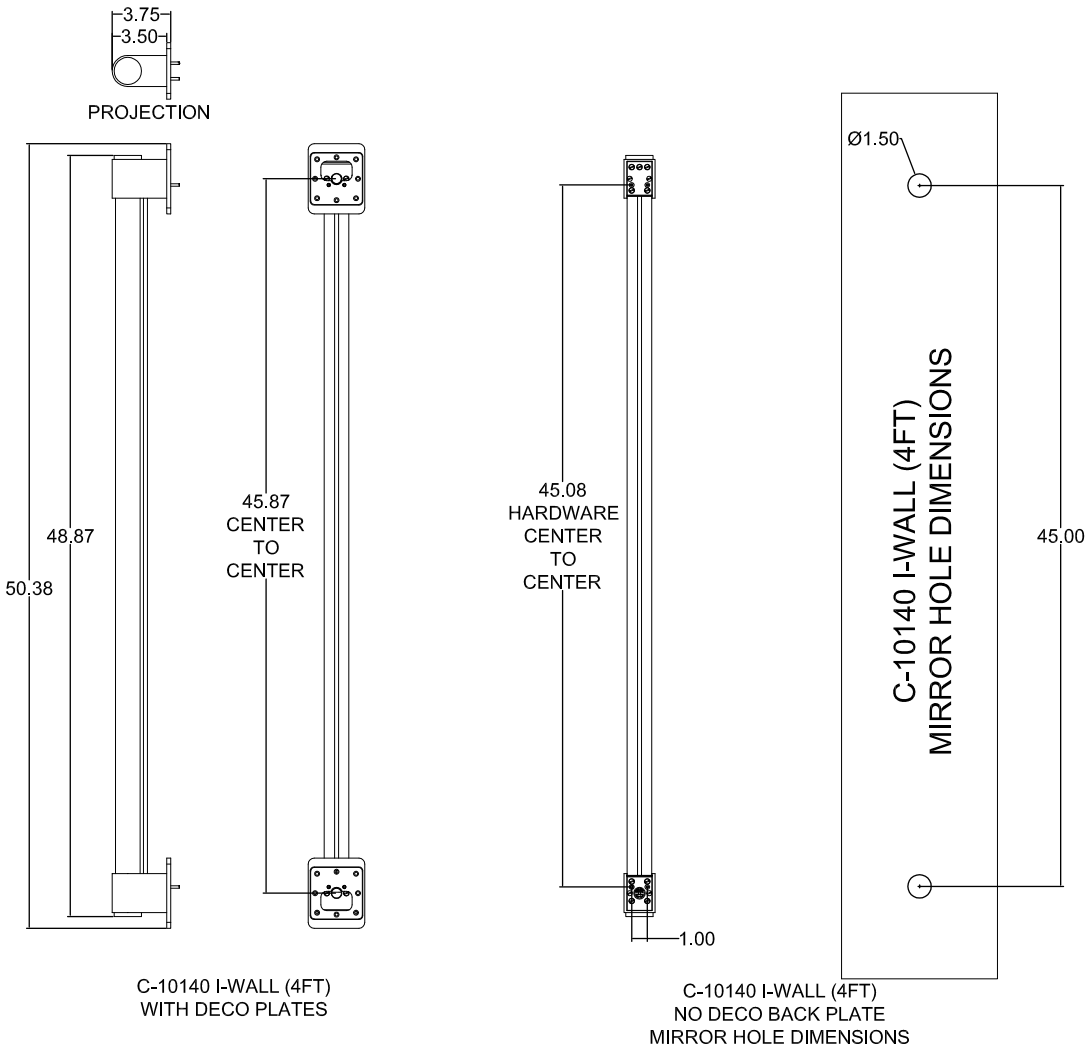 3.75
3.50
PROJECTION
50.38
48.87
45.87
CENTER
TO
CENTER
C-10140 I-WALL (4FT)
WITH DECO PLATES
45.08
HARDWARE
CENTER
TO
CENTER
1.00
C-10140 I-WALL (4FT)
NO DECO BACK PLATE
MIRROR HOLE DIMENSIONS
Ø1.50
C-10140 I-WALL (4FT)
MIRROR HOLE DIMENSIONS
45.00